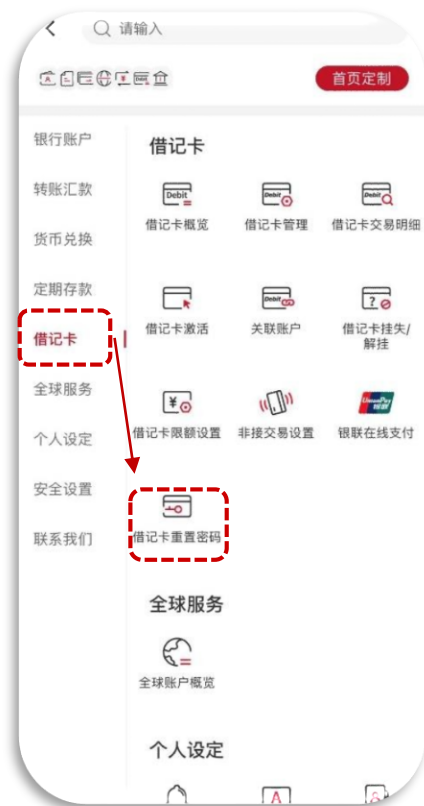 请输入
首页定制
银行账户
转账汇款
货币兑换
定期存款
借记卡
全球服务
个人设定
安全设置
联系我们
借记卡
Debit
Debit
Debit
借记卡概览
借记卡管理
借记卡交易明细
Debit
?
借记卡激活
关联账户
借记卡挂失/
解挂
¥
UnionPay
银联
借记卡限额设置
非接交易设置
银联在线支付
借记卡重置密码
全球服务
全球账户概览
个人设定
A